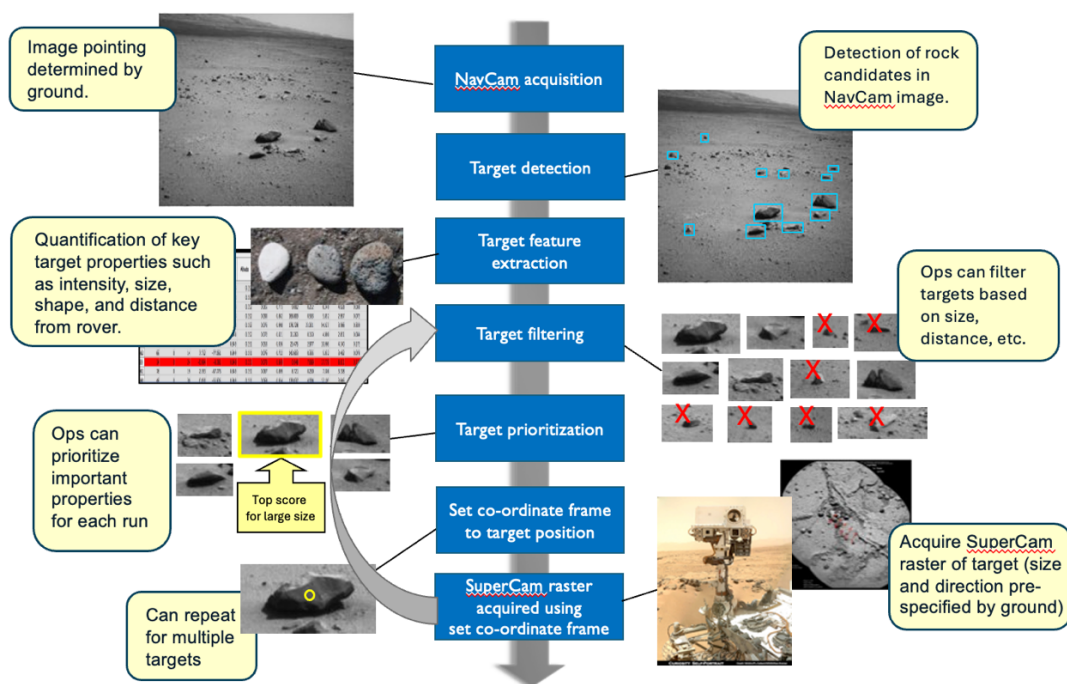 Image pointing
determined by
ground.
NavCam acquisition
Detection of rock
candidates in
NavCam image.
Target detection
Quantification of key
target properties such
as intensity, size,
shape, and distance
from rover.
Target feature
extraction
Target filtering
Ops can filter
targets based
on size,
distance, etc.
X X
X
X X X X
Ops can
prioritize
important
properties
for each run
Top score
for large size
Target prioritization
Set co-ordinate frame
to target position
Can repeat
for multiple
targets
SuperCam raster
acquired using
set co-ordinate frame
Acquire SuperCam
raster of target (size
and direction pre-
specified by ground)